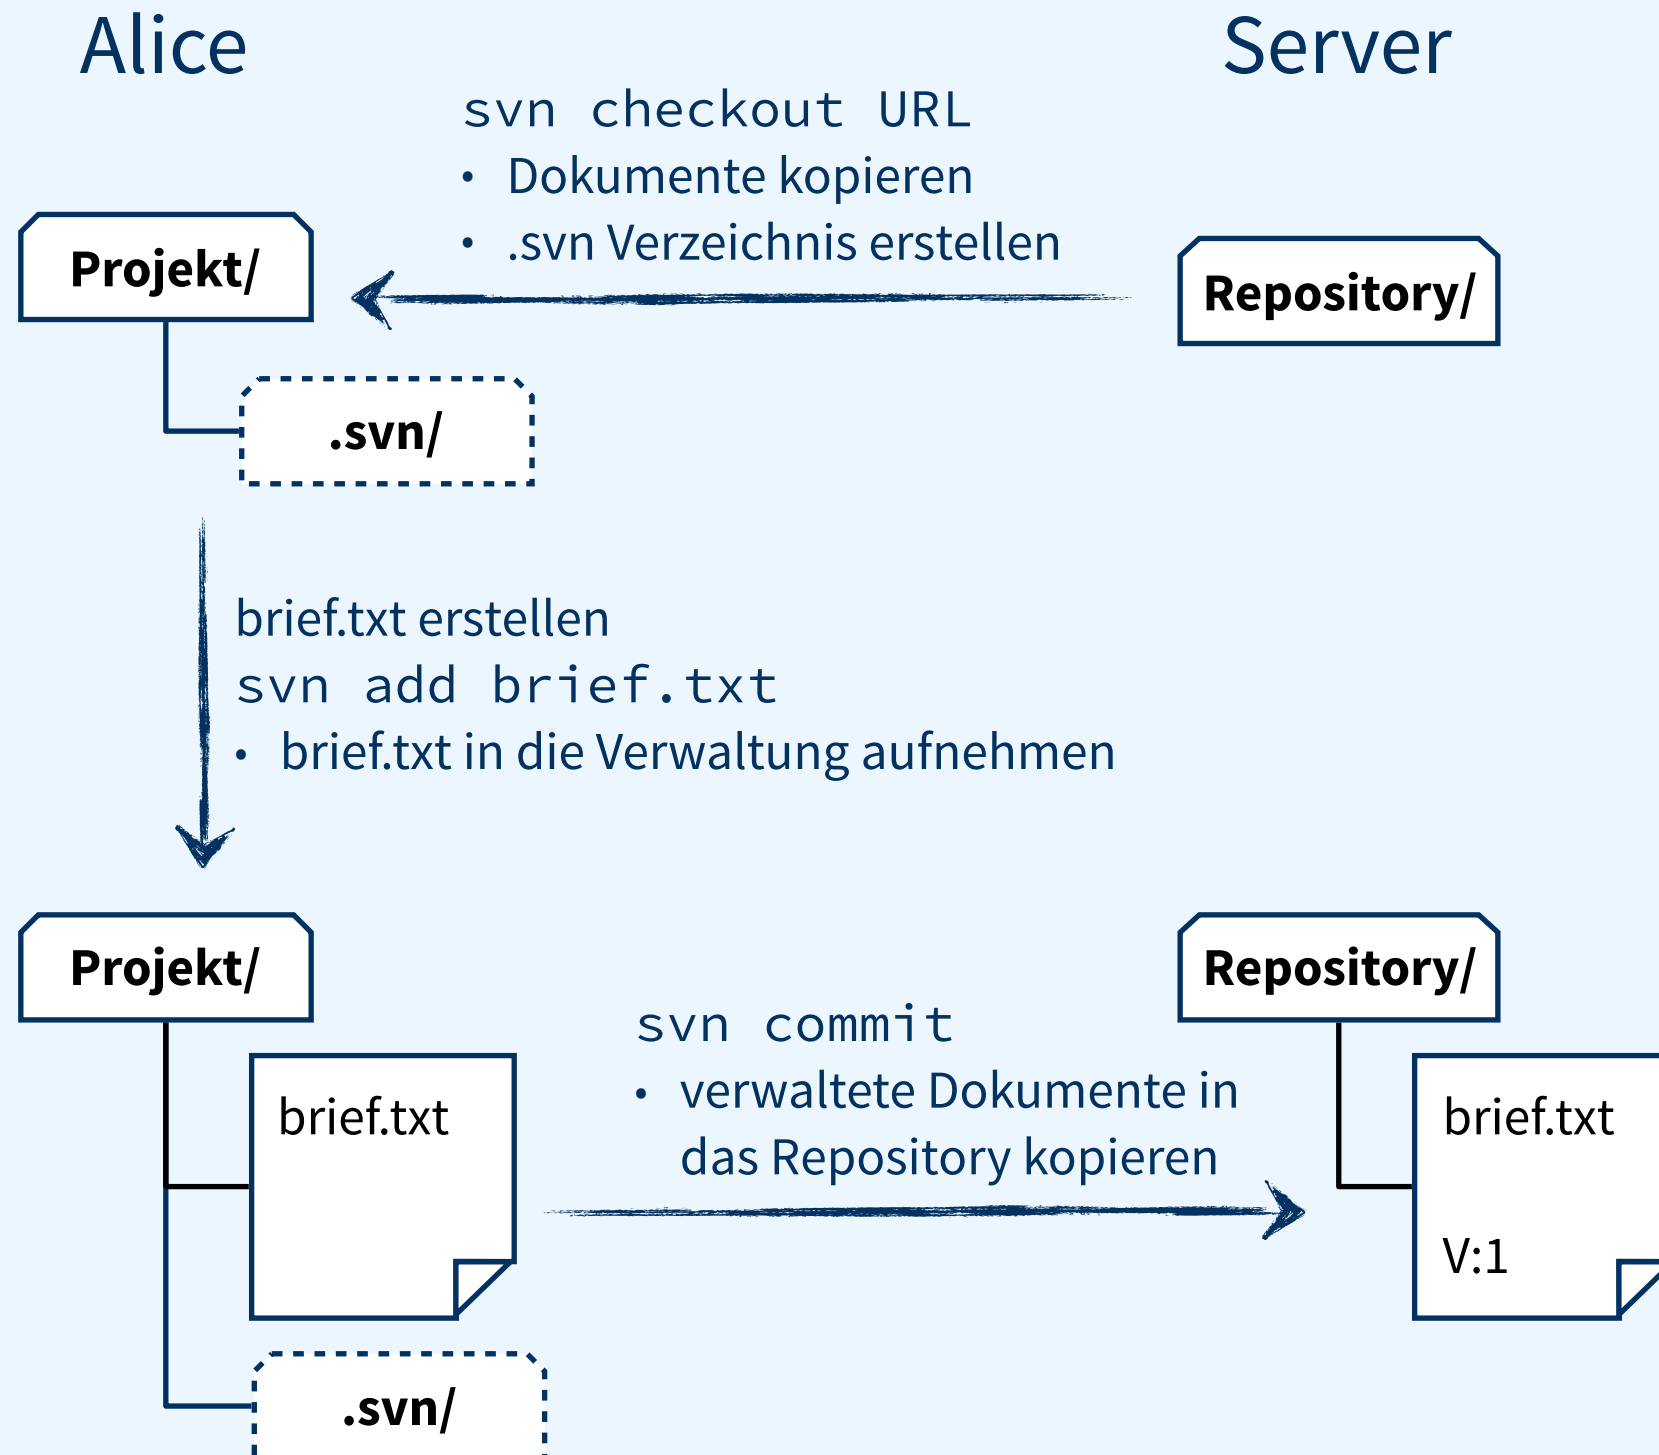 Alice
Server
svn checkout URL
• Dokumente kopieren
• .svn Verzeichnis erstellen
Projekt/
Repository/
.svn/
brief.txt erstellen
svn add brief.txt
• brief.txt in die Verwaltung aufnehmen
Projekt/
Repository/
svn commit
• verwaltete Dokumente in
das Repository kopieren
brief.txt
brief.txt
V:1
.svn/